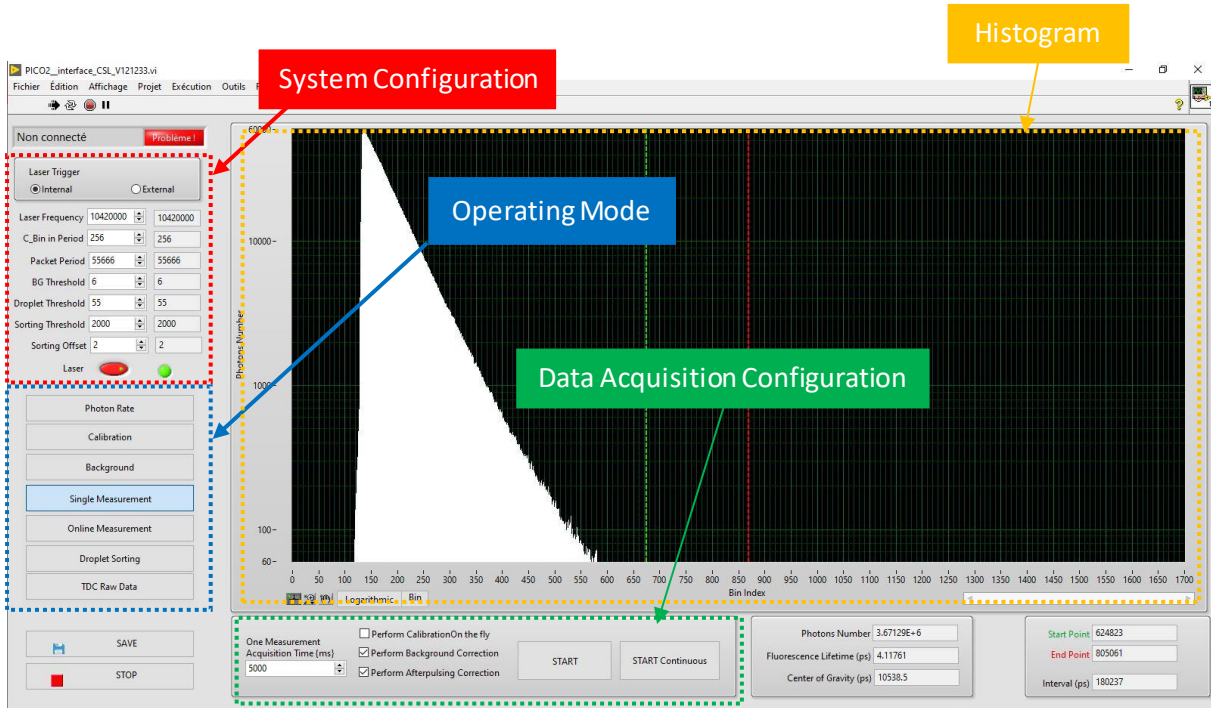 Histogram
System Configuration
PICO2__interface_CSL_V121233.vi
Fichier Édition Affichage Projet Exécution Outils
Non connecté Problème !
Laser Trigger
Internal External
Laser Frequency 10420000 10420000
C_Bin in Period 256 256
Packet Period 55666 55666
BG Threshold 6 6
Droplet Threshold 55 55
Sorting Threshold 2000 2000
Sorting Offset 2 2
Laser
Operating Mode
Data Acquisition Configuration
Photon Rate
Calibration
Background
Single Measurement
Online Measurement
Droplet Sorting
TDC Raw Data
SAVE
STOP
Photons Number
60000
10000
1000
100
60
0 50 100 150 200 250 300 350 400 450 500 550 600 650 700 750 800 850 900 950 1000 1050 1100 1150 1200 1250 1300 1350 1400 1450 1500 1550 1600 1650 1700
Bin Index
Logarithmic Bin
One Measurement
Acquisition Time (ms)
5000
Perform CalibrationOn the fly
Perform Background Correction
Perform Afterpulsing Correction
START
START Continuous
Photons Number 3.67129E+6
Fluorescence Lifetime (ps) 4.11761
Center of Gravity (ps) 10538.5
Start Point 624823
End Point 805061
Interval (ps) 180237